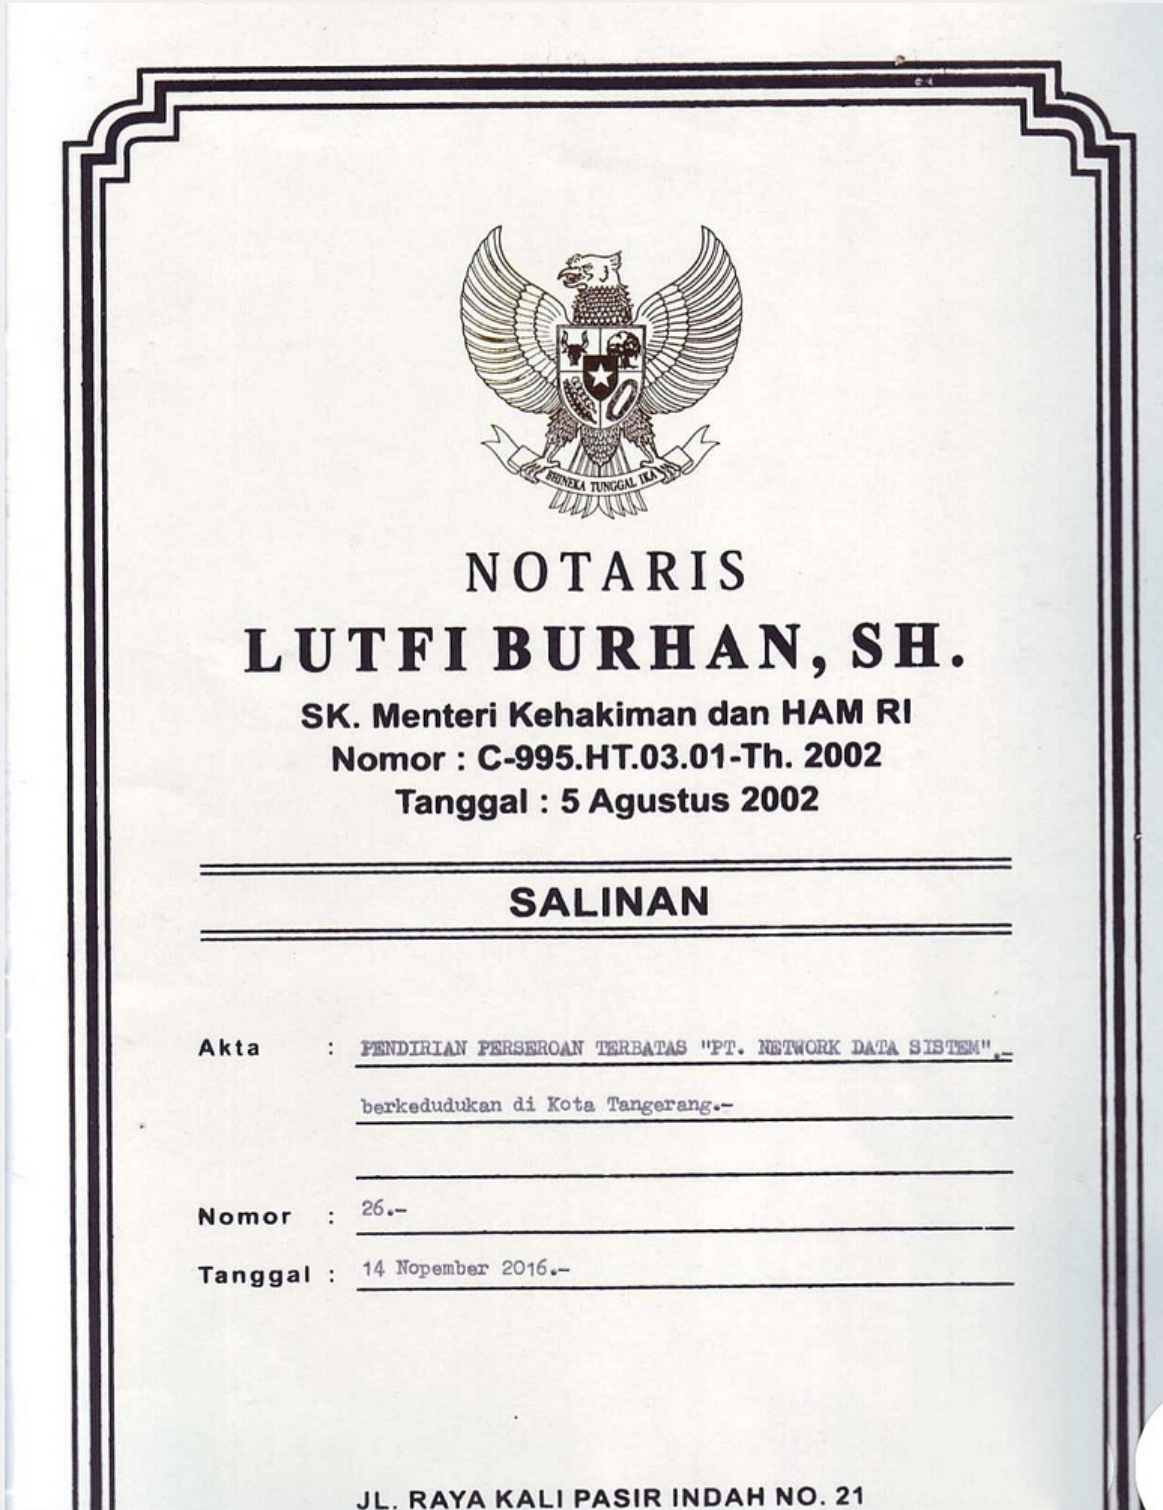 BHINEKA TUNGGAL IKA
NOTARIS
LUTFI BURHAN, SH.
SK. Menteri Kehakiman dan HAM RI
Nomor : C-995.HT.03.01-Th. 2002
Tanggal : 5 Agustus 2002
SALINAN
Akta : PENDIRIAN PERSEROAN TERBATAS "PT. NETWORK DATA SISTEM".-
berkedudukan di Kota Tangerang.-
Nomor : 26.-
Tanggal : 14 Nopember 2016.-
JL. RAYA KALI PASIR INDAH NO. 21